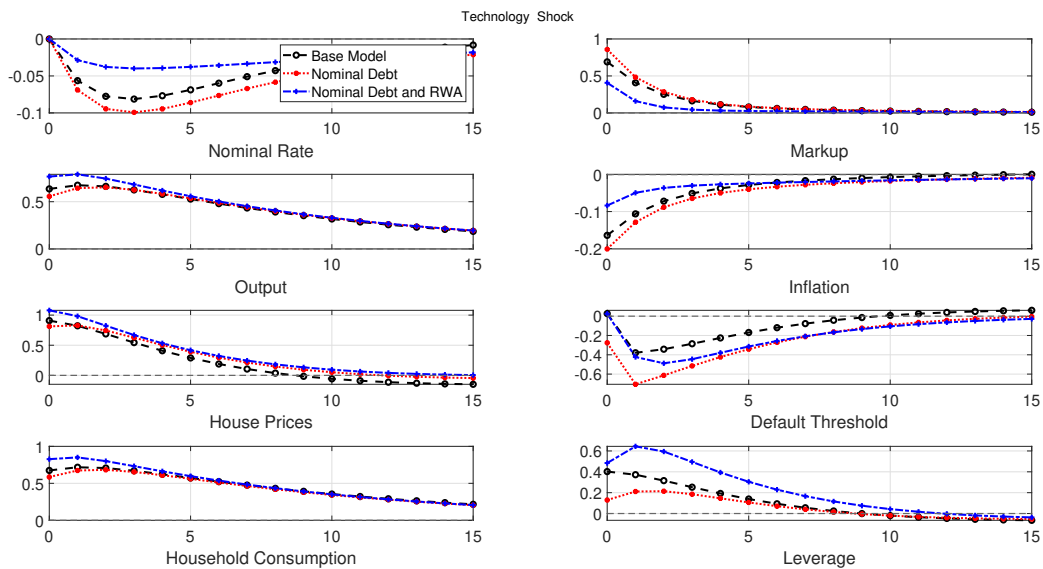 Technology Shock
0
-0.05
-0.1
0 5 10 15
Nominal Rate
Base Model
Nominal Debt
Nominal Debt and RWA
1
0.5
0
0 5 10 15
Markup
0.5
0
0 5 10 15
Output
0
-0.1
-0.2
0 5 10 15
Inflation
1
0.5
0
0 5 10 15
House Prices
0
-0.2
-0.4
-0.6
0 5 10 15
Default Threshold
1
0.5
0
0 5 10 15
Household Consumption
0.6
0.4
0.2
0
0 5 10 15
Leverage